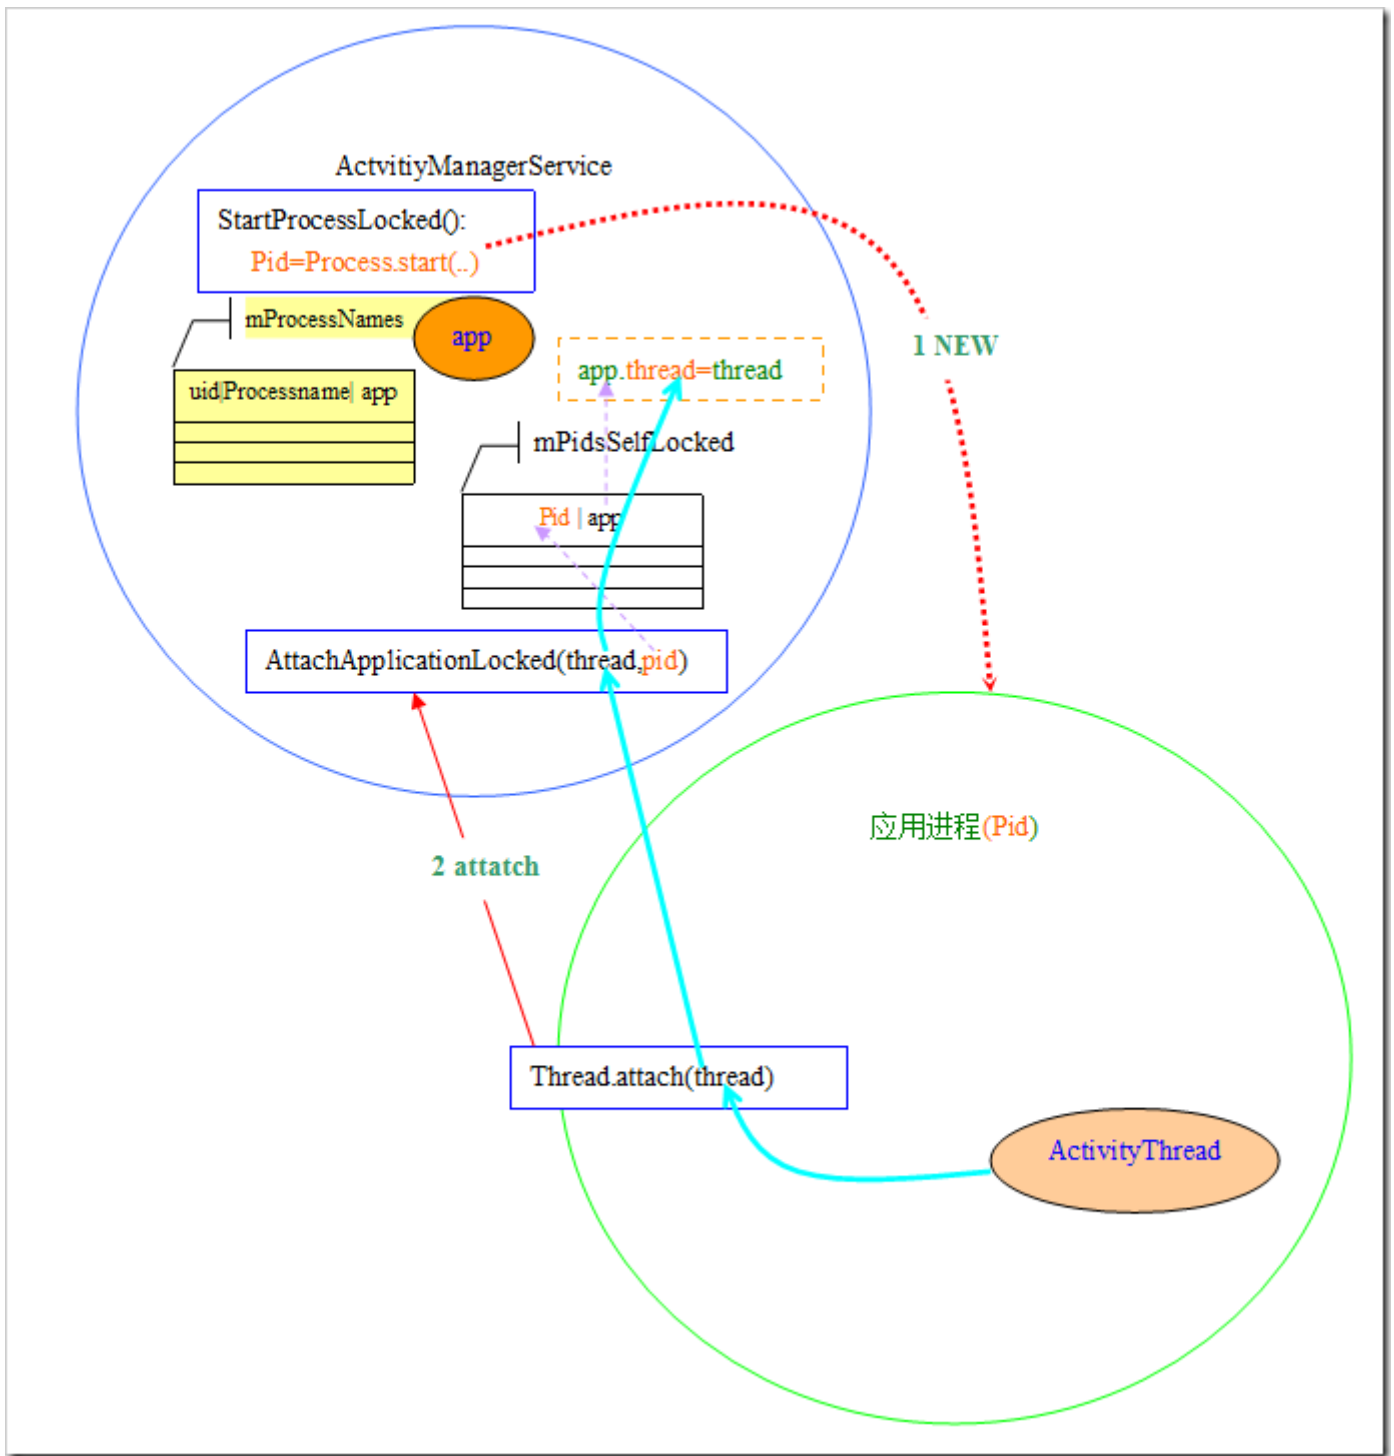 ActvitiyManagerService
StartProcessLocked():
Pid=Process.start(..)
mProcessNames
app
1 NEW
app.thread=thread
uid|Processname| app
mPidsSelfLocked
Pid | app
AttachApplicationLocked(thread,pid)
应用进程(Pid)
2 attatch
Thread.attach(thread)
ActivityThread